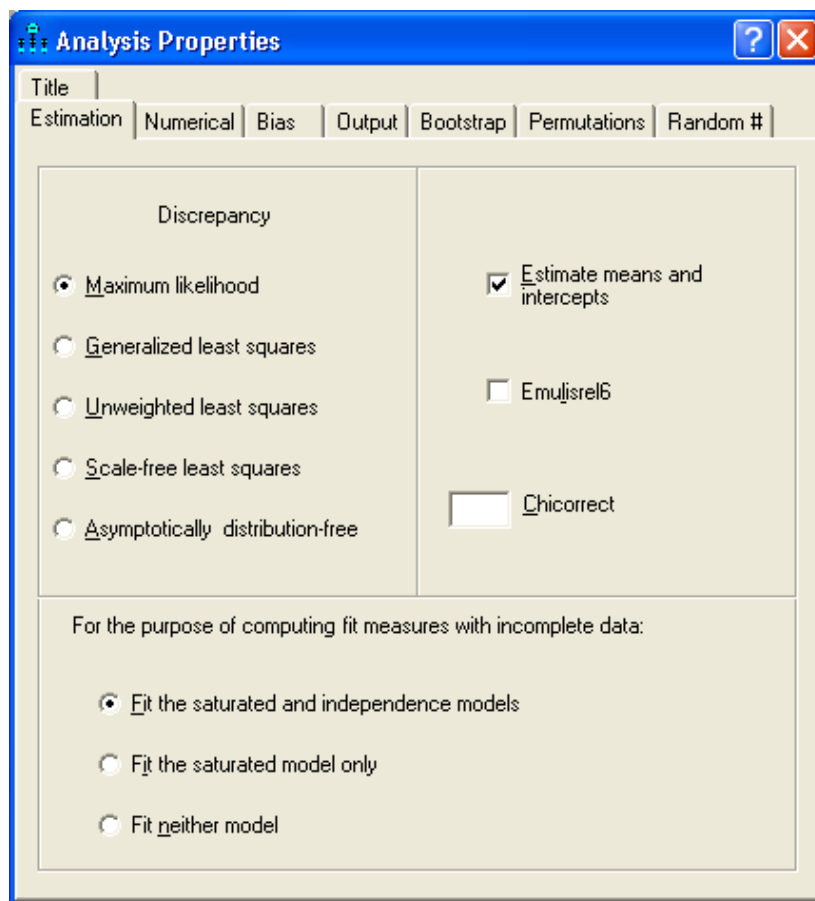 Analysis Properties
?
Title
Estimation Numerical Bias Output Bootstrap Permutations Random #
Discrepancy
Maximum likelihood
Generalized least squares
Unweighted least squares
Scale-free least squares
Asymptotically distribution-free
Estimate means and
intercepts
Emulisrel6
Chicorrect
For the purpose of computing fit measures with incomplete data:
Fit the saturated and independence models
Fit the saturated model only
Fit neither model